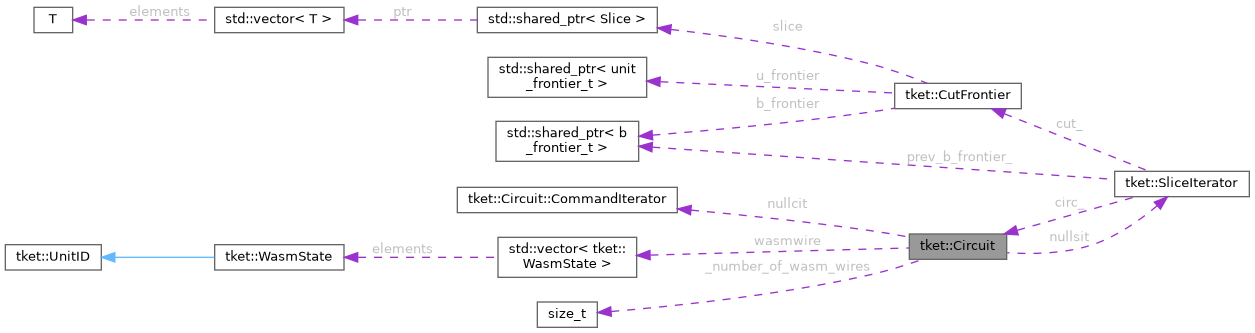 T
elements
std::vector< T >
ptr
std::shared_ptr< Slice >
slice
std::shared_ptr< unit
_frontier_t >
u_frontier
tket::CutFrontier
b_frontier
std::shared_ptr< b
_frontier_t >
cut_
prev_b_frontier_
tket::SliceIterator
tket::Circuit::CommandIterator
nullcit
circ_
tket::UnitID
tket::WasmState
elements
std::vector< tket::
WasmState >
wasmwire
tket::Circuit
nullsit
_number_of_wasm_wires
size_t